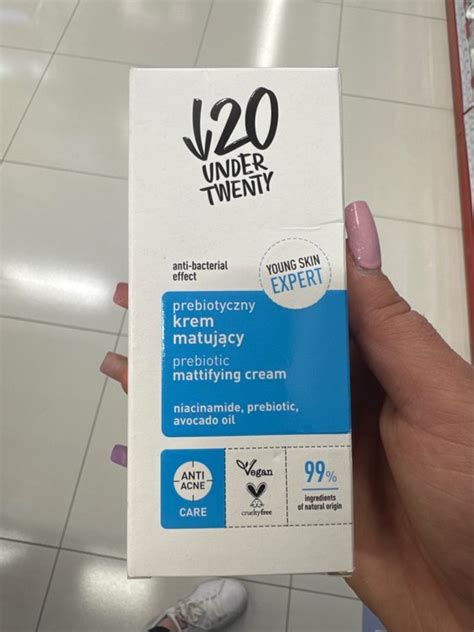 ↓20
UNDER
TWENTY
anti-bacterial
effect
YOUNG SKIN
EXPERT
prebiotyczny
krem
matujący
prebiotic
mattifying cream
niacinamide, prebiotic,
avocado oil
ANTI
ACNE
CARE
Vegan
crueltyfree
99%
ingredients
of natural origin